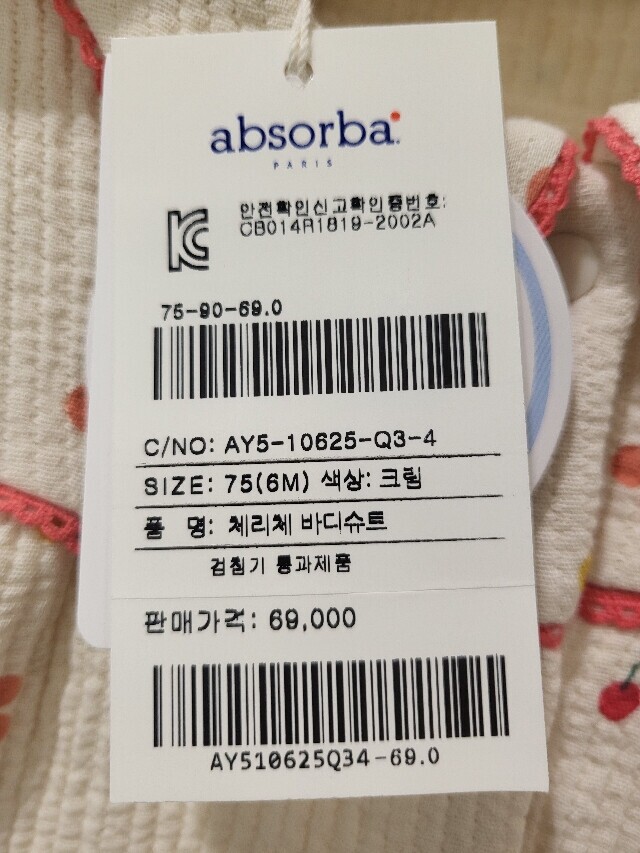 absorba
PARIS
안전확인신고확인증번호:
CB014R1819-2002A
75-90-69.0
C/NO: AY5-10625-Q3-4
SIZE: 75(6M) 색상: 크림
품 명: 체리체 바디슈트
검침기 통과제품
판매가격: 69,000
AY510625Q34-69.0